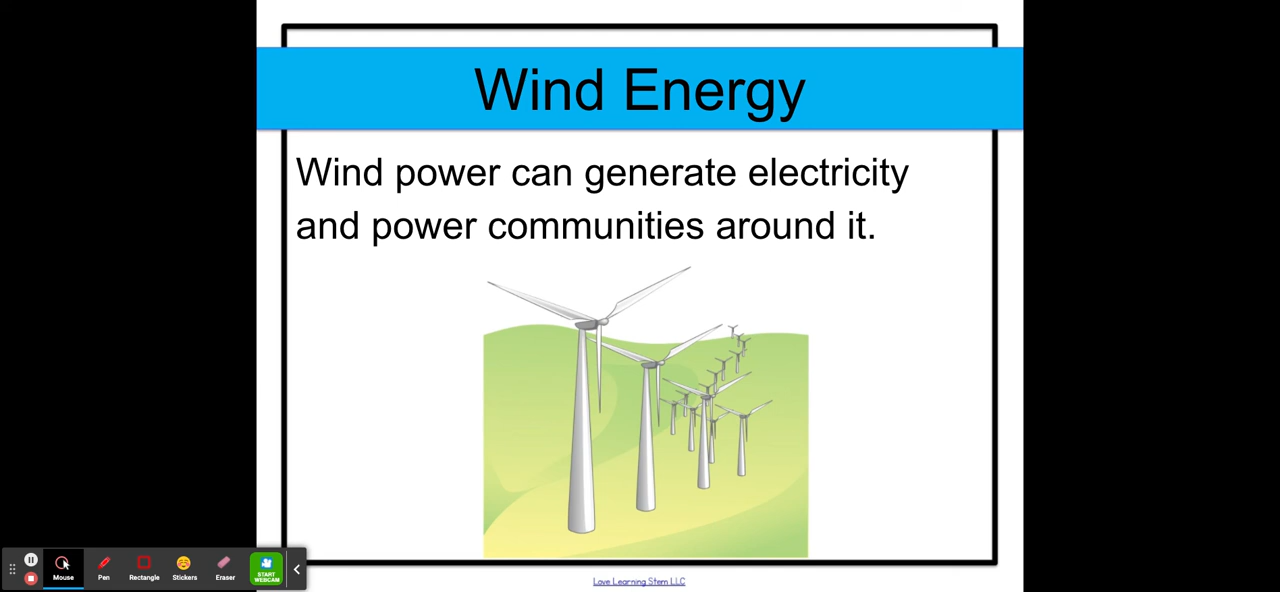 Wind Energy
Wind power can generate electricity
and power communities around it.
Mouse
Pen
Rectangle
Stickers
Eraser
START
WEBCAM
Love Learning Stem LLC